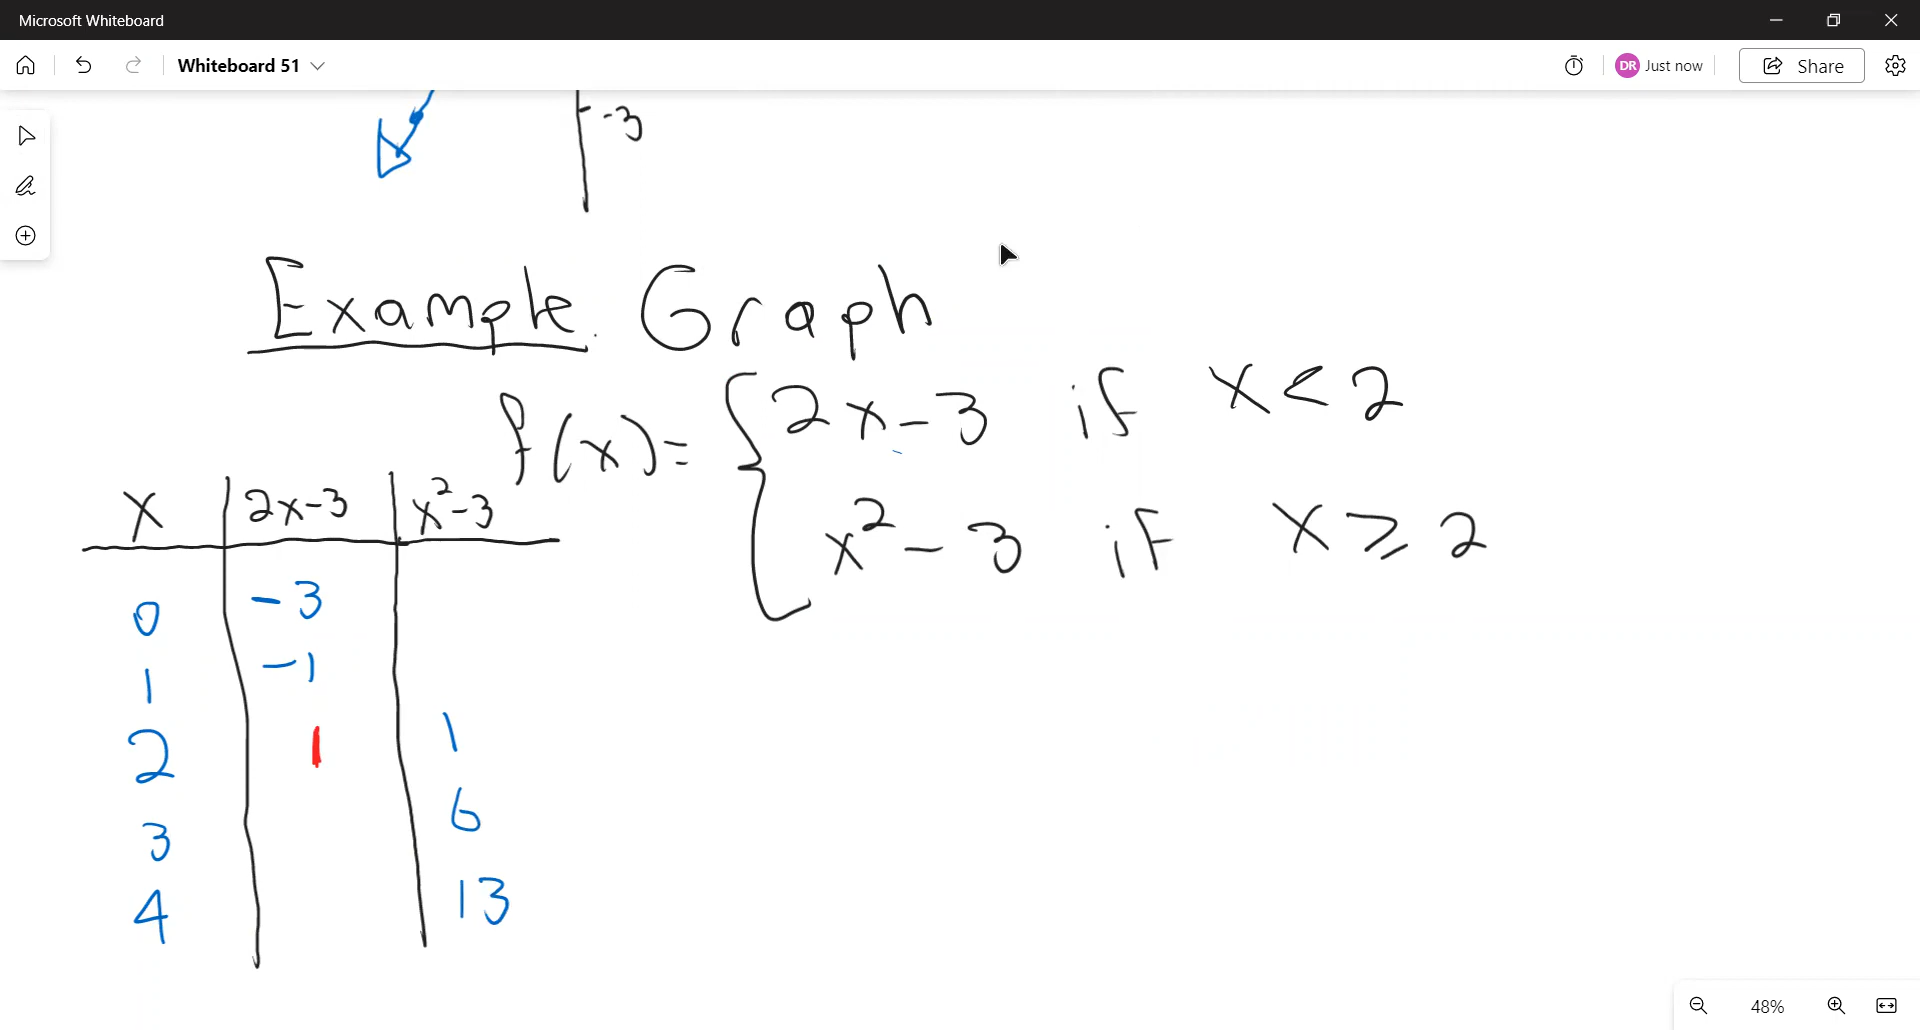 Microsoft Whiteboard
Whiteboard 51
DR Just now
Share
-3
Example. Graph
f(x) = { 2x - 3 if x < 2
x² - 3 if x ≥ 2
x | 2x-3 | x²-3
0 | -3 |
1 | -1 |
2 | 1 | 1
3 | | 6
4 | | 13
48%